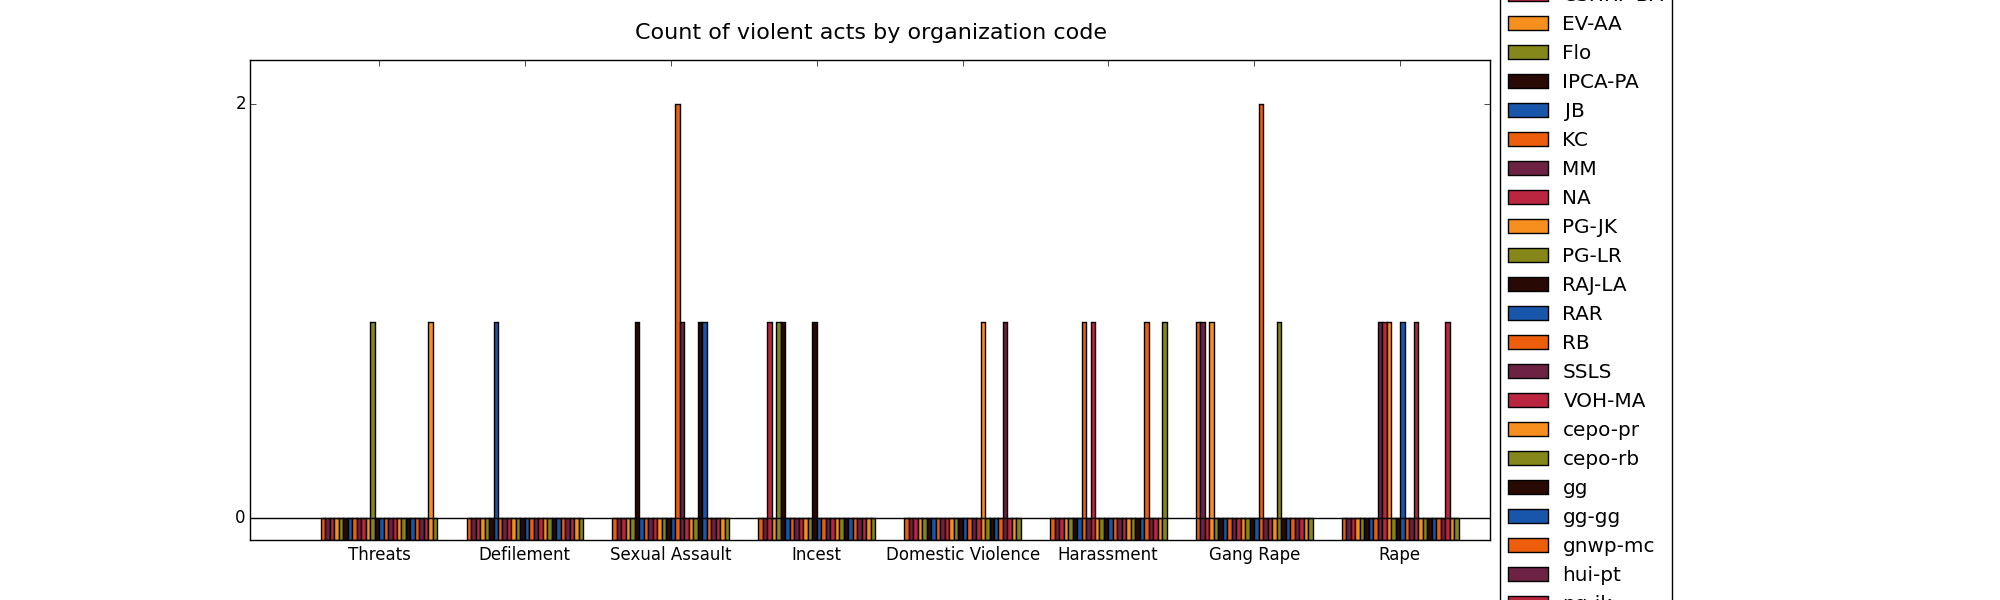 Count of violent acts by organization code
2
0
Threats
Defilement
Sexual Assault
Incest
Domestic Violence
Harassment
Gang Rape
Rape
EV-AA
Flo
IPCA-PA
JB
KC
MM
NA
PG-JK
PG-LR
RAJ-LA
RAR
RB
SSLS
VOH-MA
cepo-pr
cepo-rb
gg
gg-gg
gnwp-mc
hui-pt